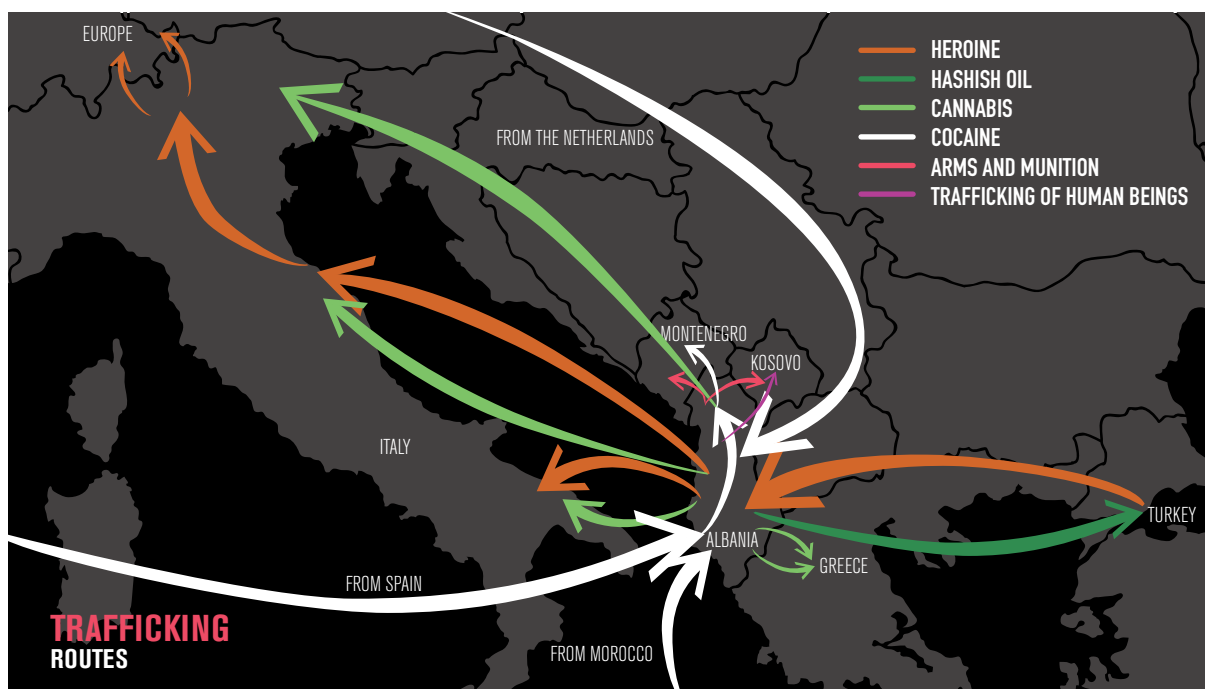 EUROPE
HEROINE
HASHISH OIL
CANNABIS
COCAINE
ARMS AND MUNITION
TRAFFICKING OF HUMAN BEINGS
FROM THE NETHERLANDS
MONTENEGRO
KOSOVO
ITALY
TURKEY
ALBANIA
GREECE
FROM SPAIN
FROM MOROCCO
TRAFFICKING
ROUTES